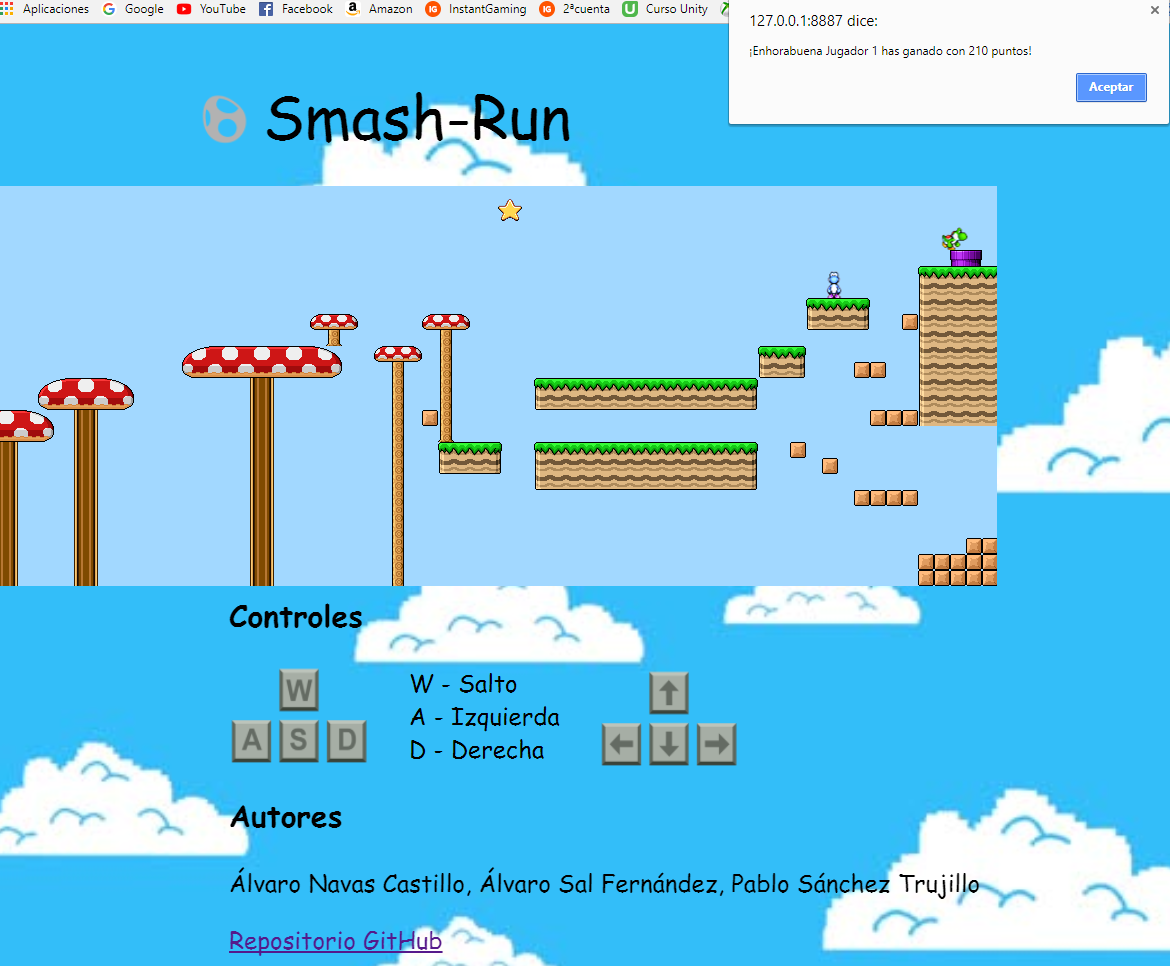 Aplicaciones Google YouTube Facebook Amazon InstantGaming 2ªcuenta Curso Unity
127.0.0.1:8887 dice:
¡Enhorabuena Jugador 1 has ganado con 210 puntos!
Aceptar
Smash-Run
Controles
W
A S D
W - Salto
A - Izquierda
D - Derecha
Autores
Álvaro Navas Castillo, Álvaro Sal Fernández, Pablo Sánchez Trujillo
Repositorio GitHub